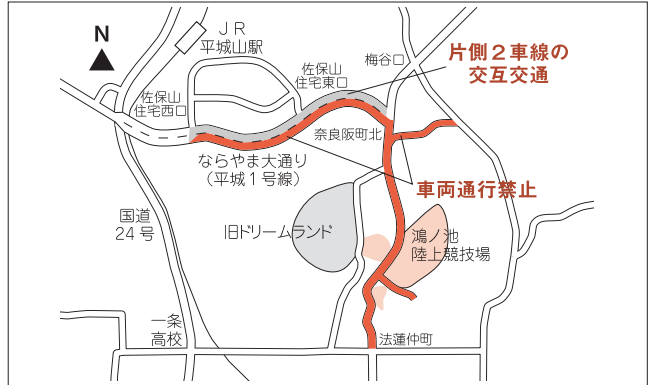 N
JR
平城山駅
佐保山
住宅西口
佐保山
住宅東口
梅谷口
片側2車線の
交互交通
奈良阪町北
ならやま大通り
(平城1号線)
車両通行禁止
国道
24号
旧ドリームランド
鴻ノ池
陸上競技場
一条
高校
法蓮仲町